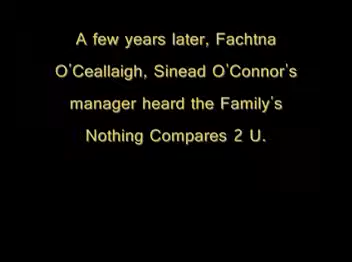 A few years later, Fachtna
O'Ceallaigh, Sinead O'Connor's
manager heard the Family's
Nothing Compares 2 U.